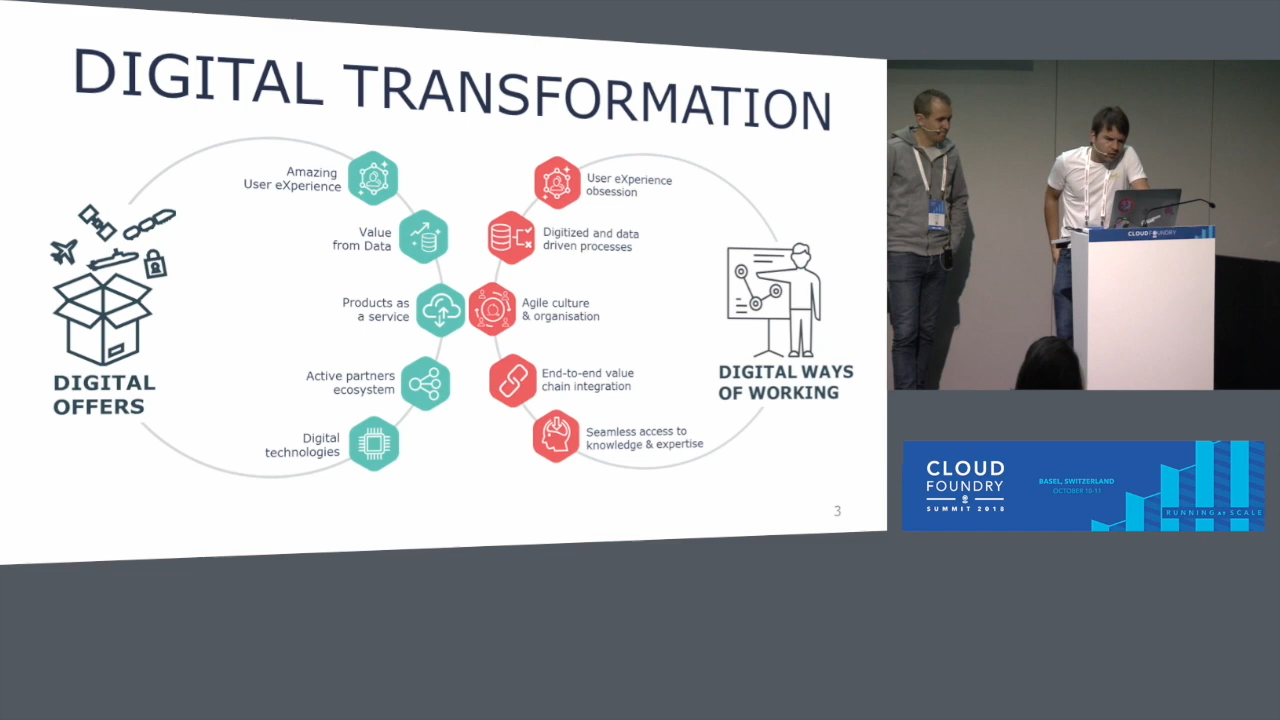 DIGITAL TRANSFORMATION
Amazing
User eXperience
Value
from Data
Products as
a service
Active partners
ecosystem
Digital
technologies
DIGITAL
OFFERS
User eXperience
obsession
Digitized and data
driven processes
Agile culture
& organisation
End-to-end value
chain integration
Seamless access to
knowledge & expertise
DIGITAL WAYS
OF WORKING
3
CLOUD FOUNDRY
CLOUD
FOUNDRY
SUMMIT 2018
BASEL, SWITZERLAND
OCTOBER 10-11
RUNNING AT SCALE